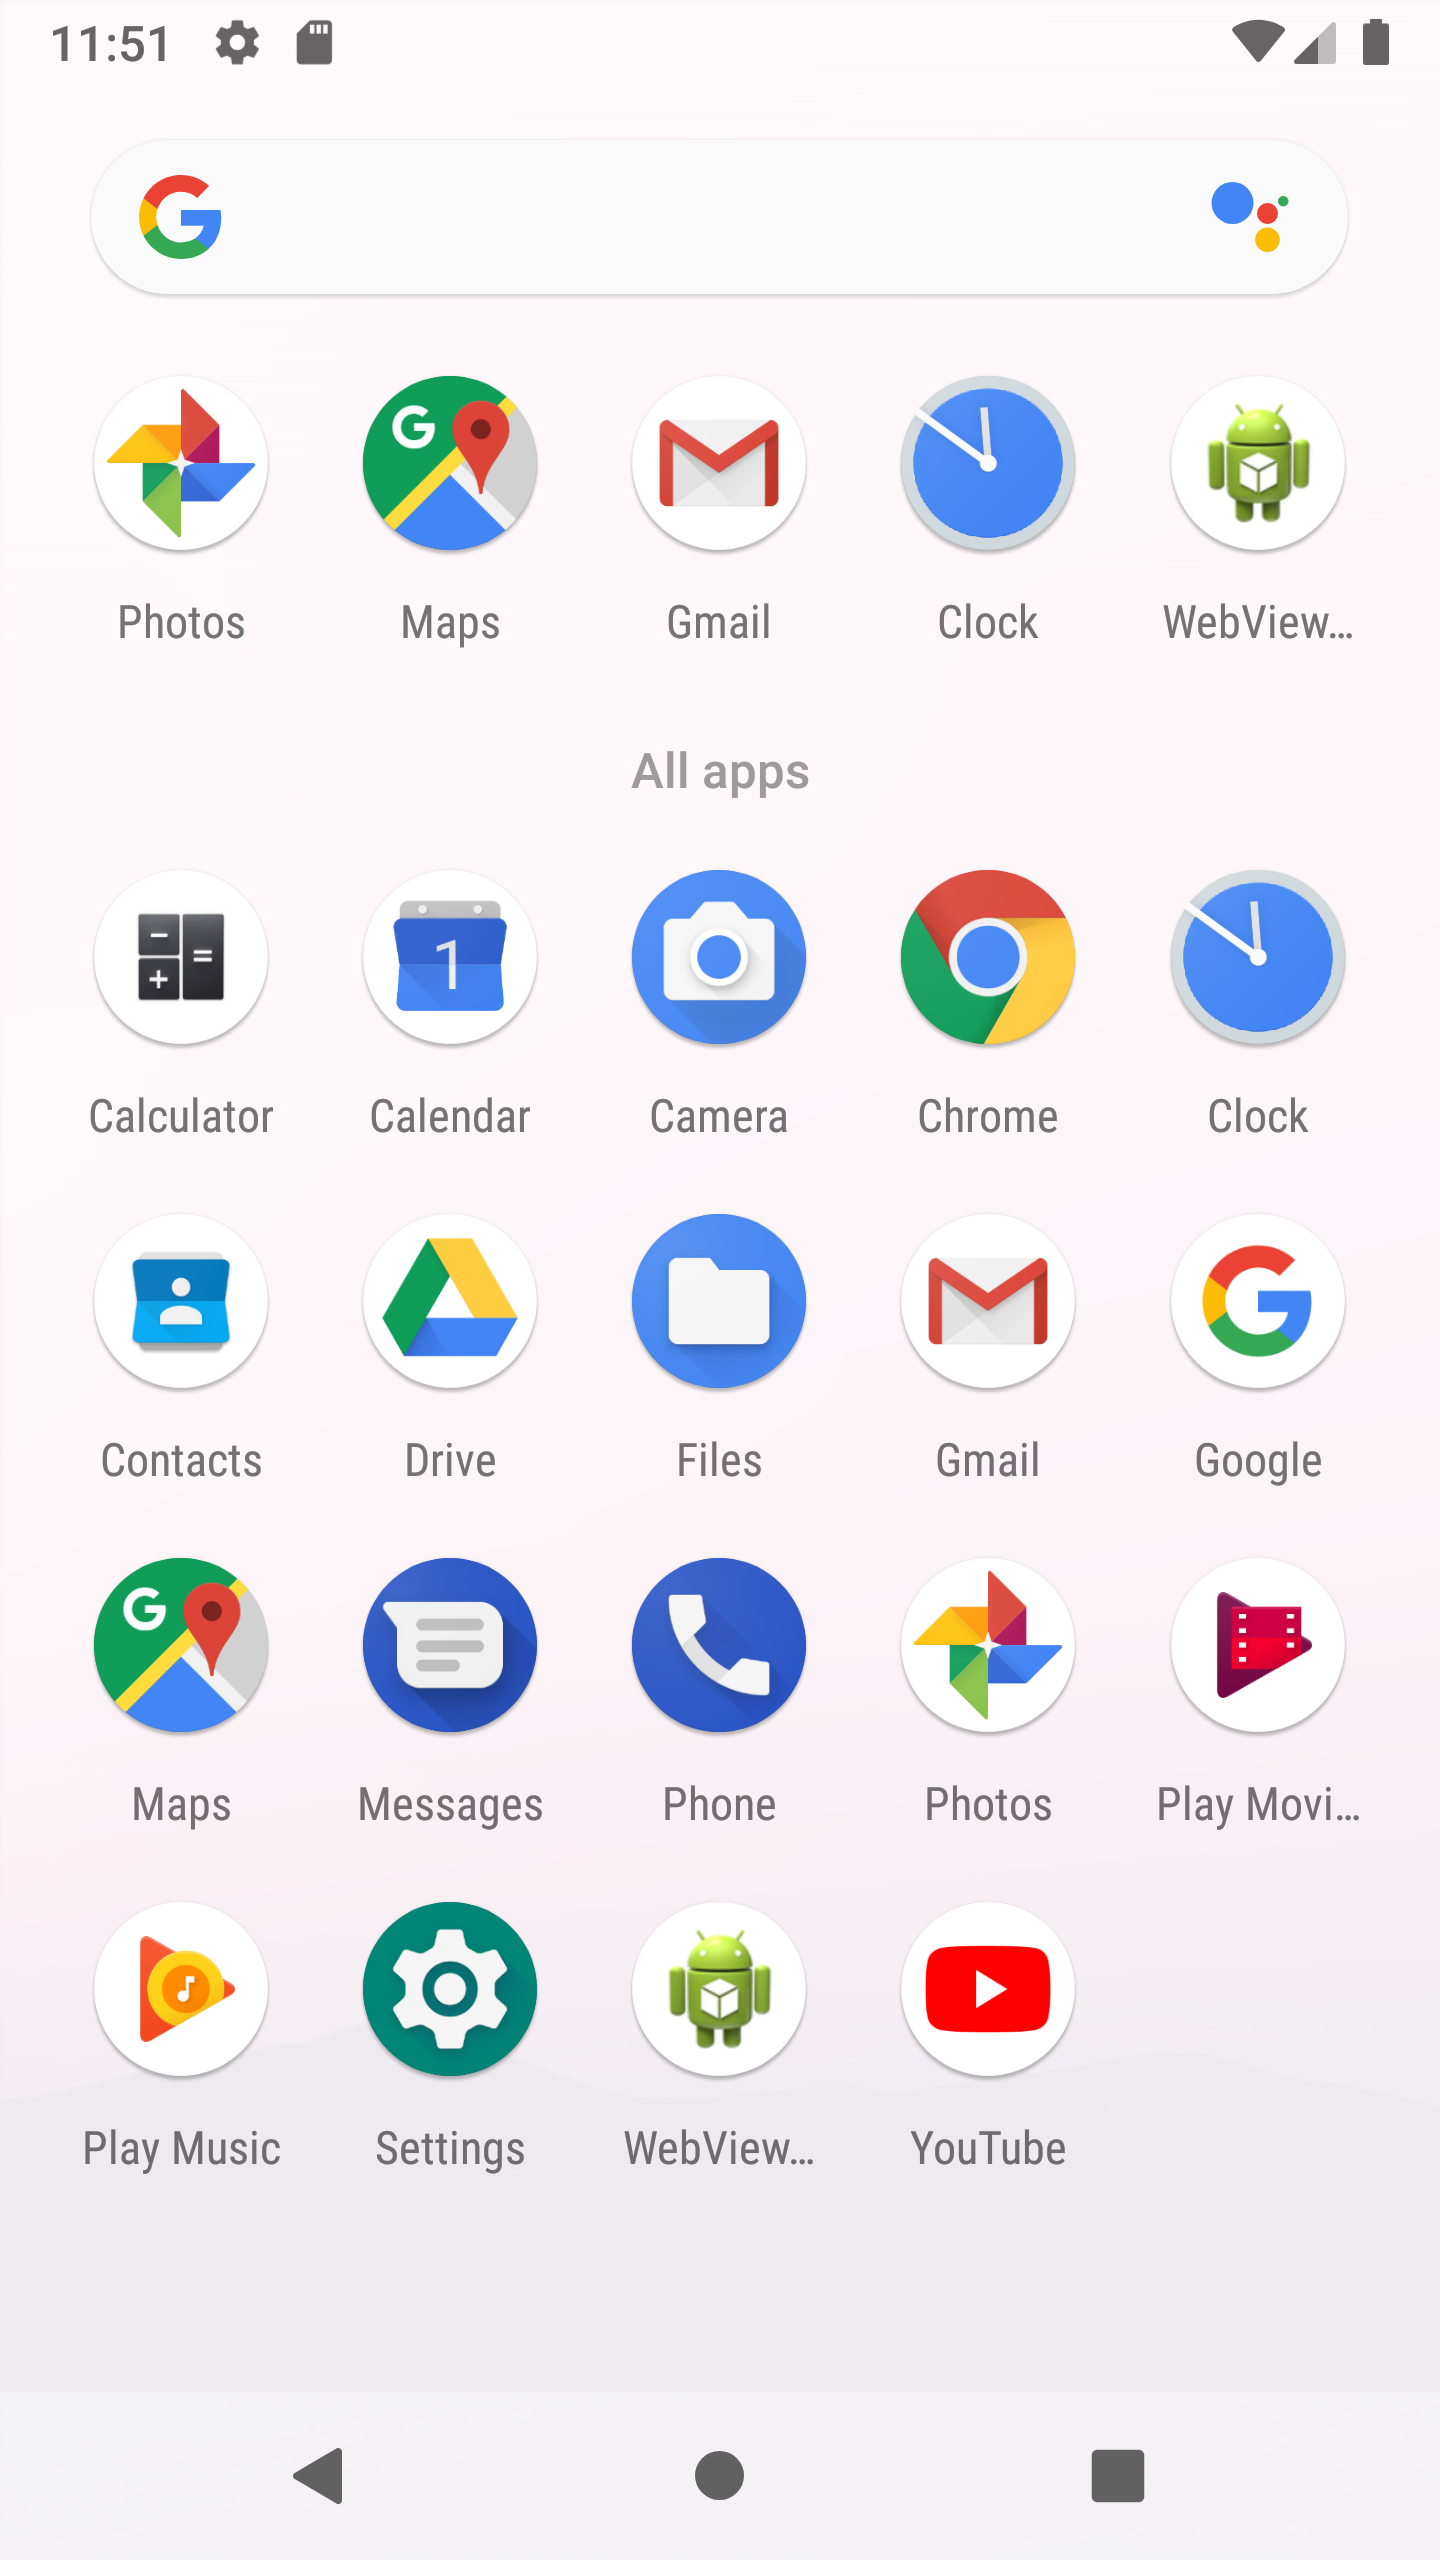 11:51
Photos Maps Gmail Clock WebView...
All apps
Calculator Calendar Camera Chrome Clock
Contacts Drive Files Gmail Google
Maps Messages Phone Photos Play Movi...
Play Music Settings WebView... YouTube